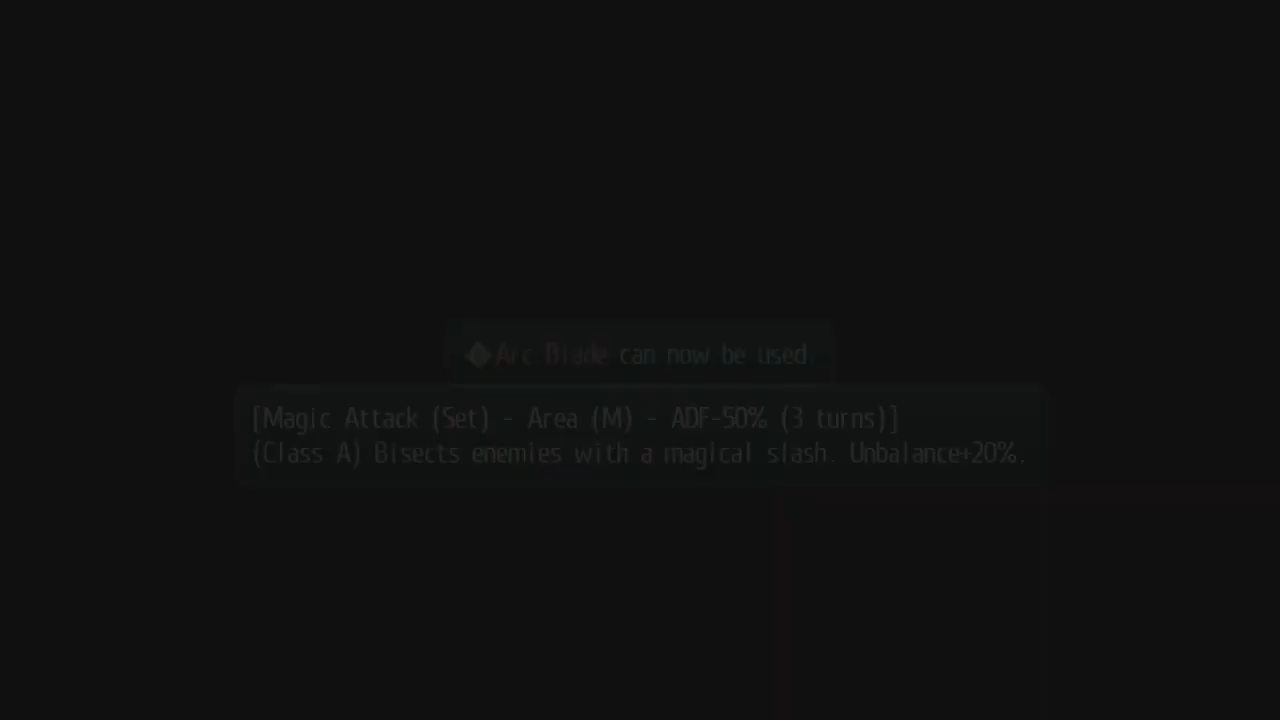 ◆Arc Blade can now be used.
[Magic Attack (Set) - Area (M) - ADF-50% (3 turns)]
(Class A) Bisects enemies with a magical slash. Unbalance+20%.